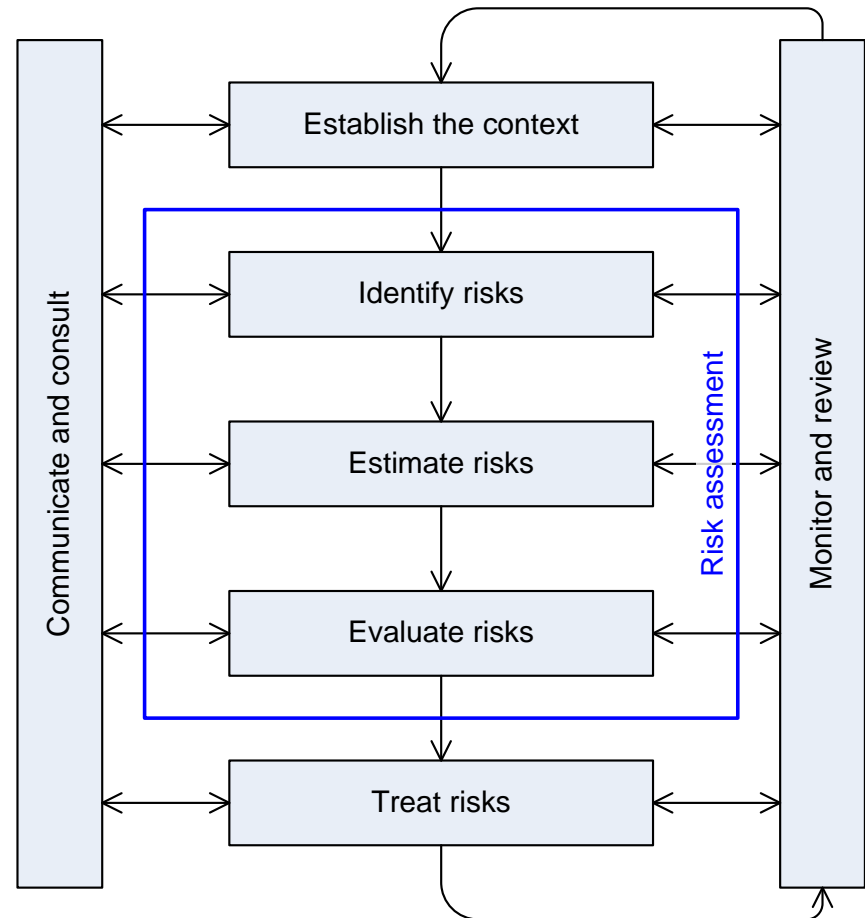 Establish the context
Communicate and consult
Identify risks
Estimate risks
Evaluate risks
Risk assessment
Monitor and review
Treat risks